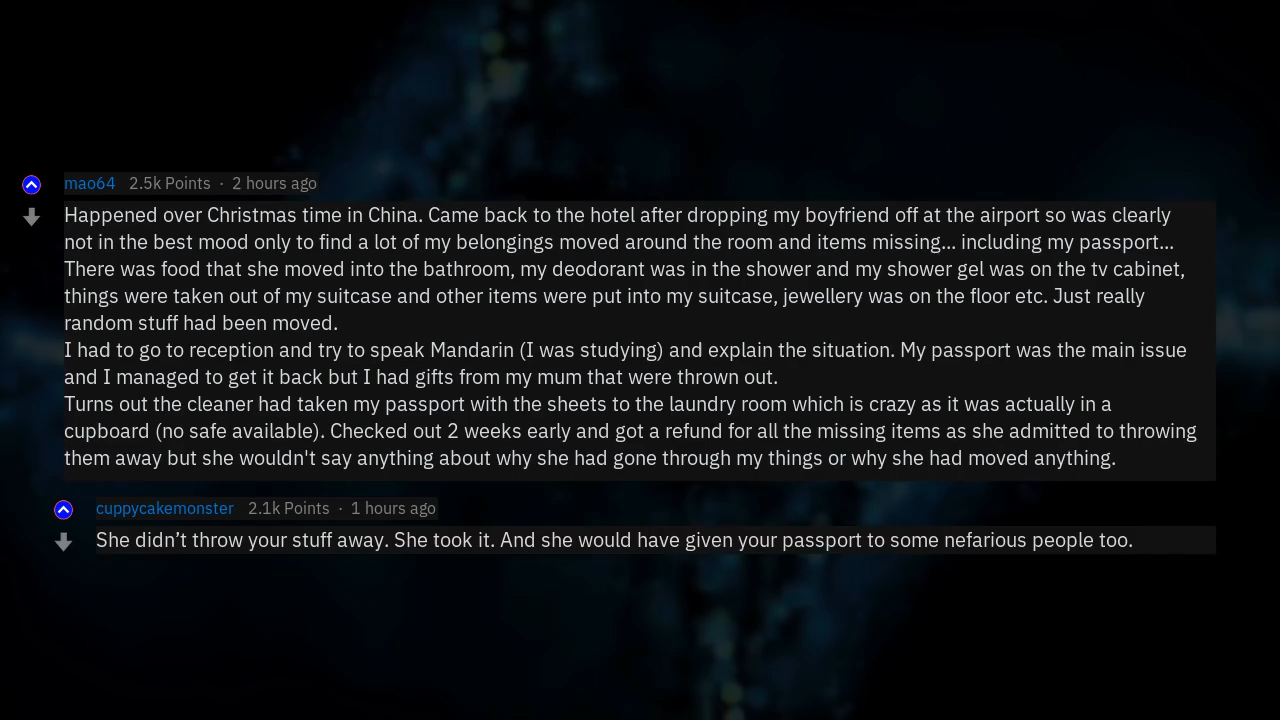 mao64 2.5k Points · 2 hours ago
Happened over Christmas time in China. Came back to the hotel after dropping my boyfriend off at the airport so was clearly
not in the best mood only to find a lot of my belongings moved around the room and items missing... including my passport...
There was food that she moved into the bathroom, my deodorant was in the shower and my shower gel was on the tv cabinet,
things were taken out of my suitcase and other items were put into my suitcase, jewellery was on the floor etc. Just really
random stuff had been moved.
I had to go to reception and try to speak Mandarin (I was studying) and explain the situation. My passport was the main issue
and I managed to get it back but I had gifts from my mum that were thrown out.
Turns out the cleaner had taken my passport with the sheets to the laundry room which is crazy as it was actually in a
cupboard (no safe available). Checked out 2 weeks early and got a refund for all the missing items as she admitted to throwing
them away but she wouldn't say anything about why she had gone through my things or why she had moved anything.
cuppycakemonster 2.1k Points · 1 hours ago
She didn’t throw your stuff away. She took it. And she would have given your passport to some nefarious people too.